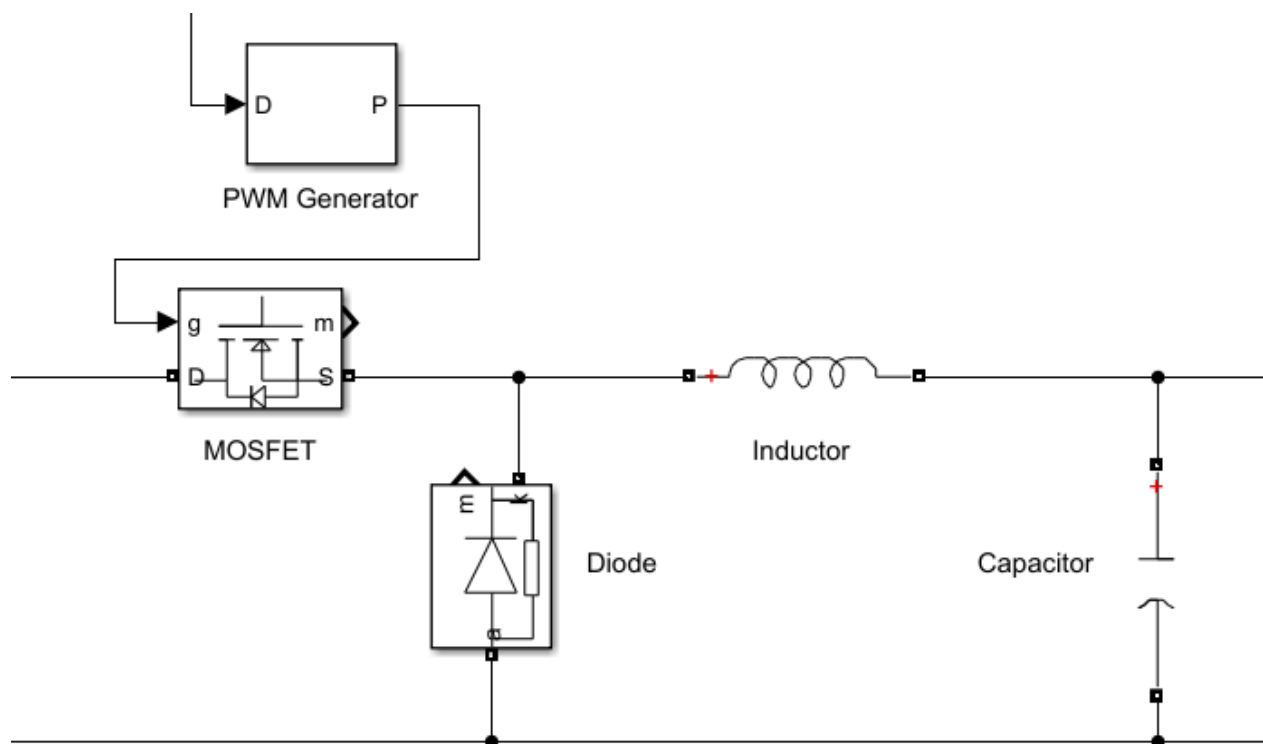 D P
PWM Generator
g m
D S
MOSFET
Inductor
m k
Diode
Capacitor
a